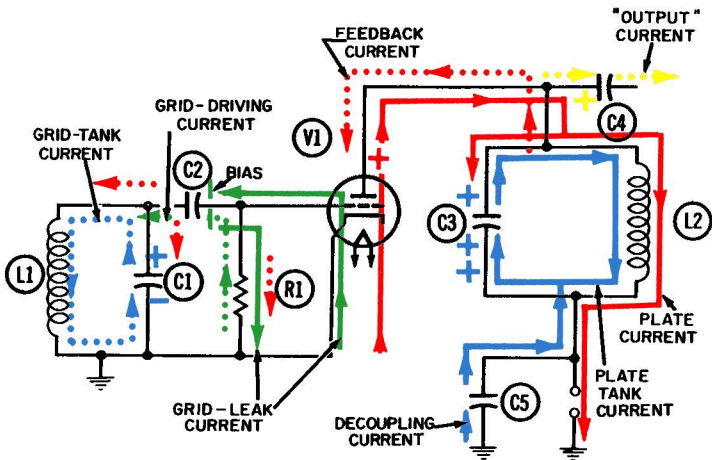 "OUTPUT"
CURRENT
FEEDBACK
CURRENT
GRID-DRIVING
CURRENT
GRID-TANK
CURRENT
V1
C4
C2
BIAS
C3
L2
L1
C1
R1
PLATE
CURRENT
PLATE
TANK
CURRENT
GRID-LEAK
CURRENT
C5
DECOUPLING
CURRENT